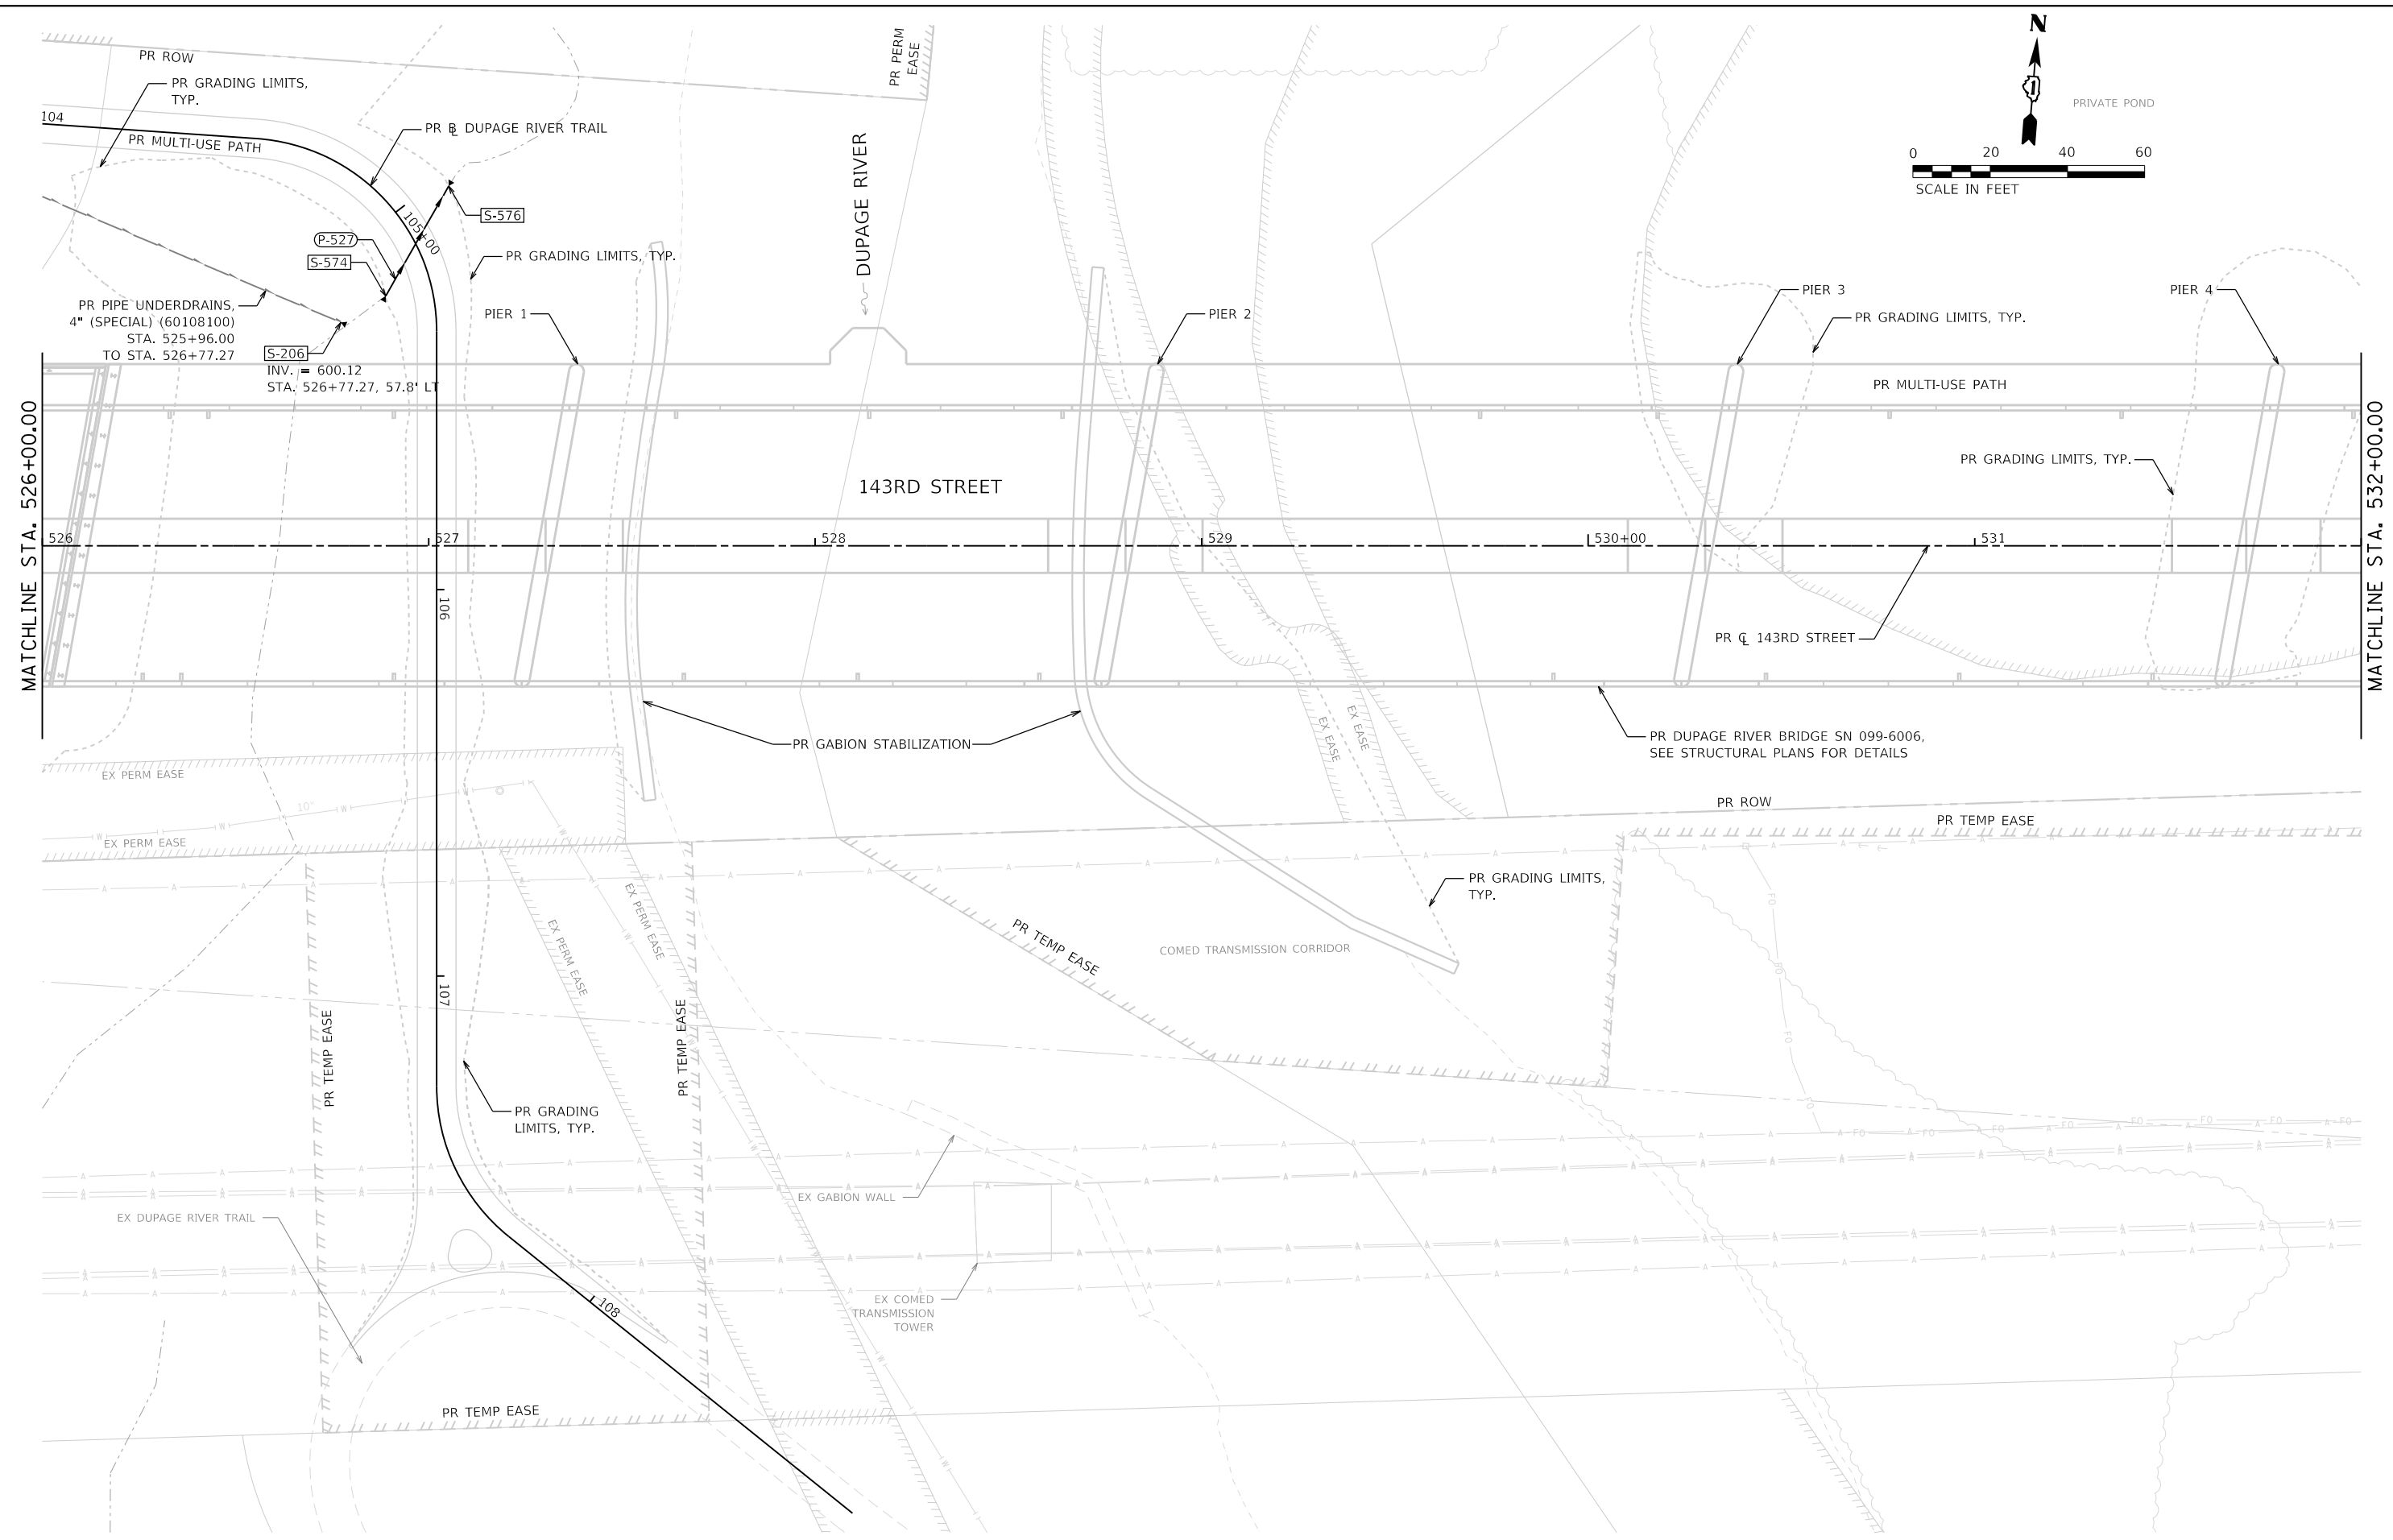 N
1
PRIVATE POND
0 20 40 60
SCALE IN FEET
PR ROW
PR PERM
EASE
PR GRADING LIMITS,
TYP.
104
PR MULTI-USE PATH
PR BL DUPAGE RIVER TRAIL
DUPAGE RIVER
105+00
S-576
P-527
S-574
PR GRADING LIMITS, TYP.
PR PIPE UNDERDRAINS,
4" (SPECIAL) (60108100)
STA. 525+96.00
TO STA. 526+77.27
S-206
INV. = 600.12
STA. 526+77.27, 57.8' LT
PIER 1
PIER 2
PIER 3
PR GRADING LIMITS, TYP.
PIER 4
PR MULTI-USE PATH
MATCHLINE STA. 526+00.00
MATCHLINE STA. 532+00.00
143RD STREET
PR GRADING LIMITS, TYP.
526
527
528
529
530+00
531
106
PR CL 143RD STREET
PR GABION STABILIZATION
EX EASE
EX EASE
PR DUPAGE RIVER BRIDGE SN 099-6006,
SEE STRUCTURAL PLANS FOR DETAILS
EX PERM EASE
10"
W W W W
EX PERM EASE
PR ROW
PR TEMP EASE
PR GRADING LIMITS,
TYP.
EX PERM EASE
EX PERM EASE
PR TEMP EASE
COMED TRANSMISSION CORRIDOR
107
PR TEMP EASE
PR TEMP EASE
PR GRADING
LIMITS, TYP.
FO FO FO FO
EX GABION WALL
EX DUPAGE RIVER TRAIL
EX COMED
TRANSMISSION
TOWER
108
PR TEMP EASE